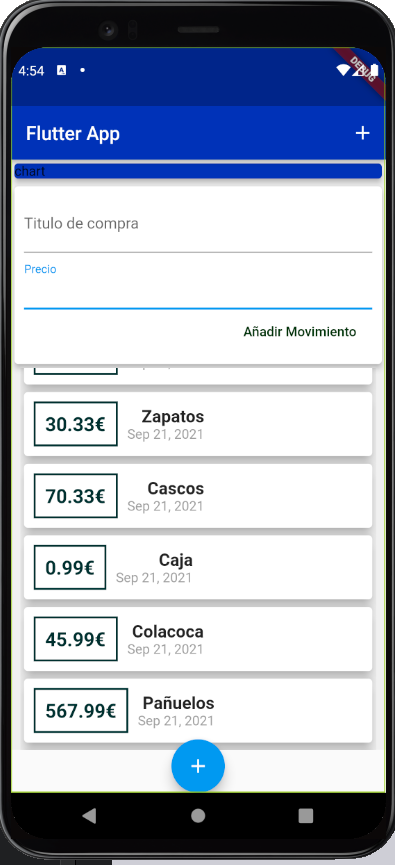 4:54
DEBUG
Flutter App
chart
Titulo de compra
Precio
Añadir Movimiento
30.33€
Zapatos
Sep 21, 2021
70.33€
Cascos
Sep 21, 2021
0.99€
Caja
Sep 21, 2021
45.99€
Colacoca
Sep 21, 2021
567.99€
Pañuelos
Sep 21, 2021